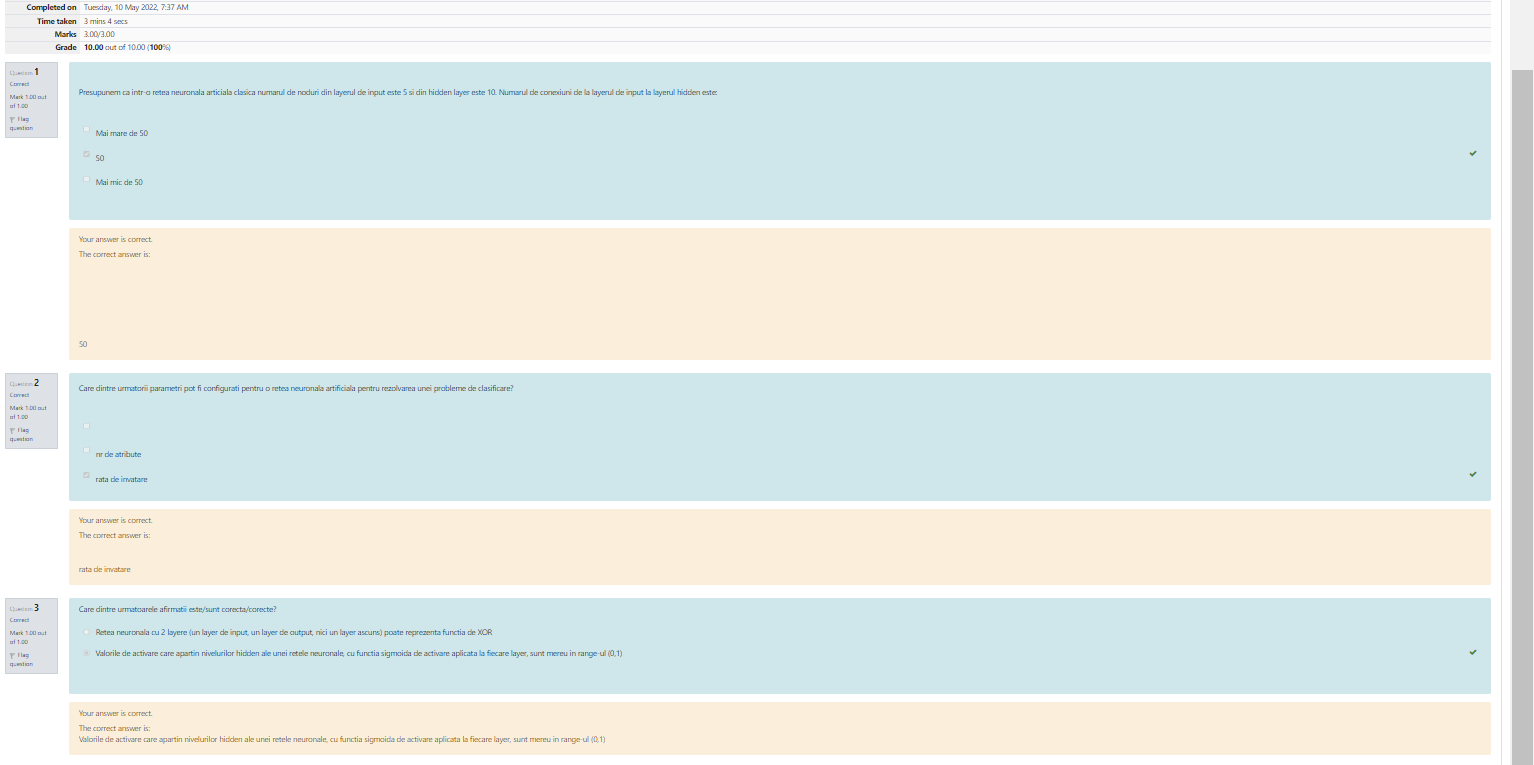 Completed on Tuesday, 10 May 2022, 7:37 AM
Time taken 3 mins 4 secs
Marks 3.00/3.00
Grade 10.00 out of 10.00 (100%)
Question 1
Correct
Mark 1.00 out
of 1.00
Flag
question
Presupunem ca intr-o retea neuronala articiala clasica numarul de noduri din layerul de input este 5 si din hidden layer este 10. Numarul de conexiuni de la layerul de input la layerul hidden este:
Mai mare de 50
50
Mai mic de 50
Your answer is correct.
The correct answer is:
50
Question 2
Correct
Mark 1.00 out
of 1.00
Flag
question
Care dintre urmatorii parametri pot fi configurati pentru o retea neuronala artificiala pentru rezolvarea unei probleme de clasificare?
nr de atribute
rata de invatare
Your answer is correct.
The correct answer is:
rata de invatare
Question 3
Correct
Mark 1.00 out
of 1.00
Flag
question
Care dintre urmatoarele afirmatii este/sunt corecta/corecte?
Retea neuronala cu 2 layere (un layer de input, un layer de output, nici un layer ascuns) poate reprezenta functia de XOR
Valorile de activare care apartin nivelurilor hidden ale unei retele neuronale, cu functia sigmoida de activare aplicata la fiecare layer, sunt mereu in range-ul (0,1)
Your answer is correct.
The correct answer is:
Valorile de activare care apartin nivelurilor hidden ale unei retele neuronale, cu functia sigmoida de activare aplicata la fiecare layer, sunt mereu in range-ul (0,1)